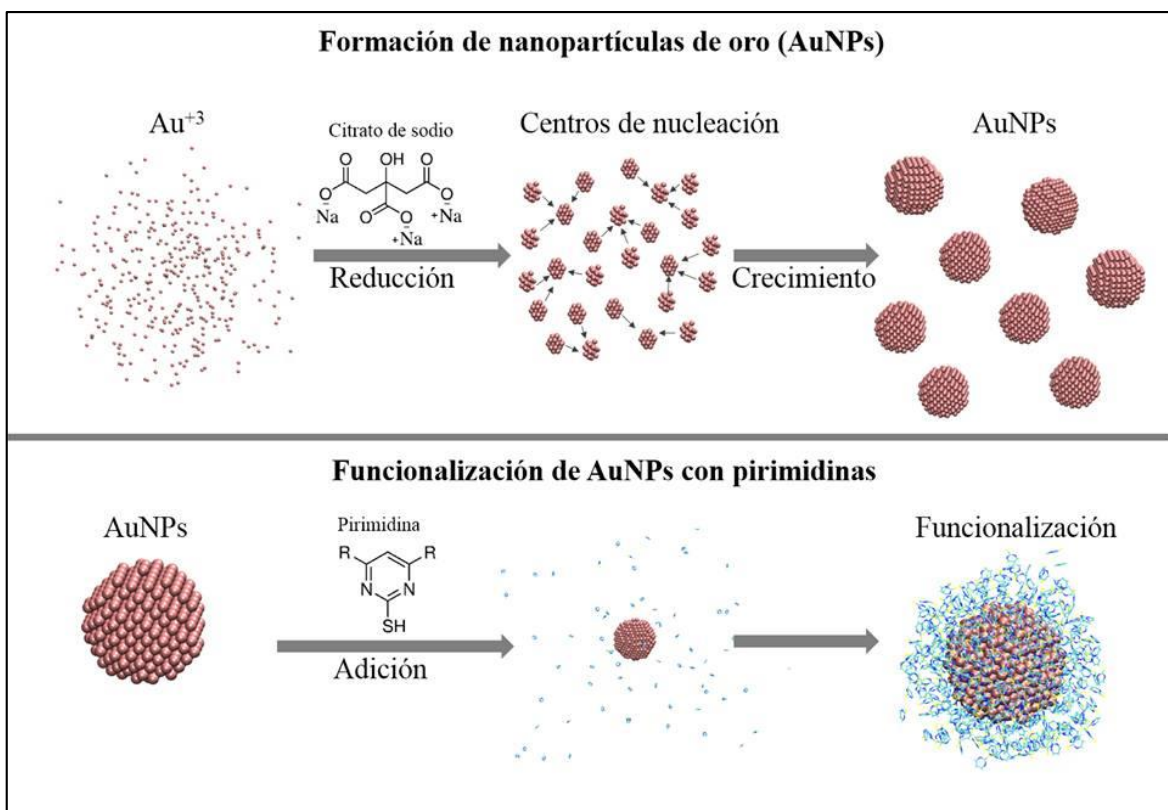 Formación de nanopartículas de oro (AuNPs)
Au+3
Citrato de sodio
Centros de nucleación
AuNPs
O OH O
O O
Na O O +Na
+Na
Reducción
Crecimiento
Funcionalización de AuNPs con pirimidinas
AuNPs
Pirimidina
Funcionalización
R R
N N
SH
Adición